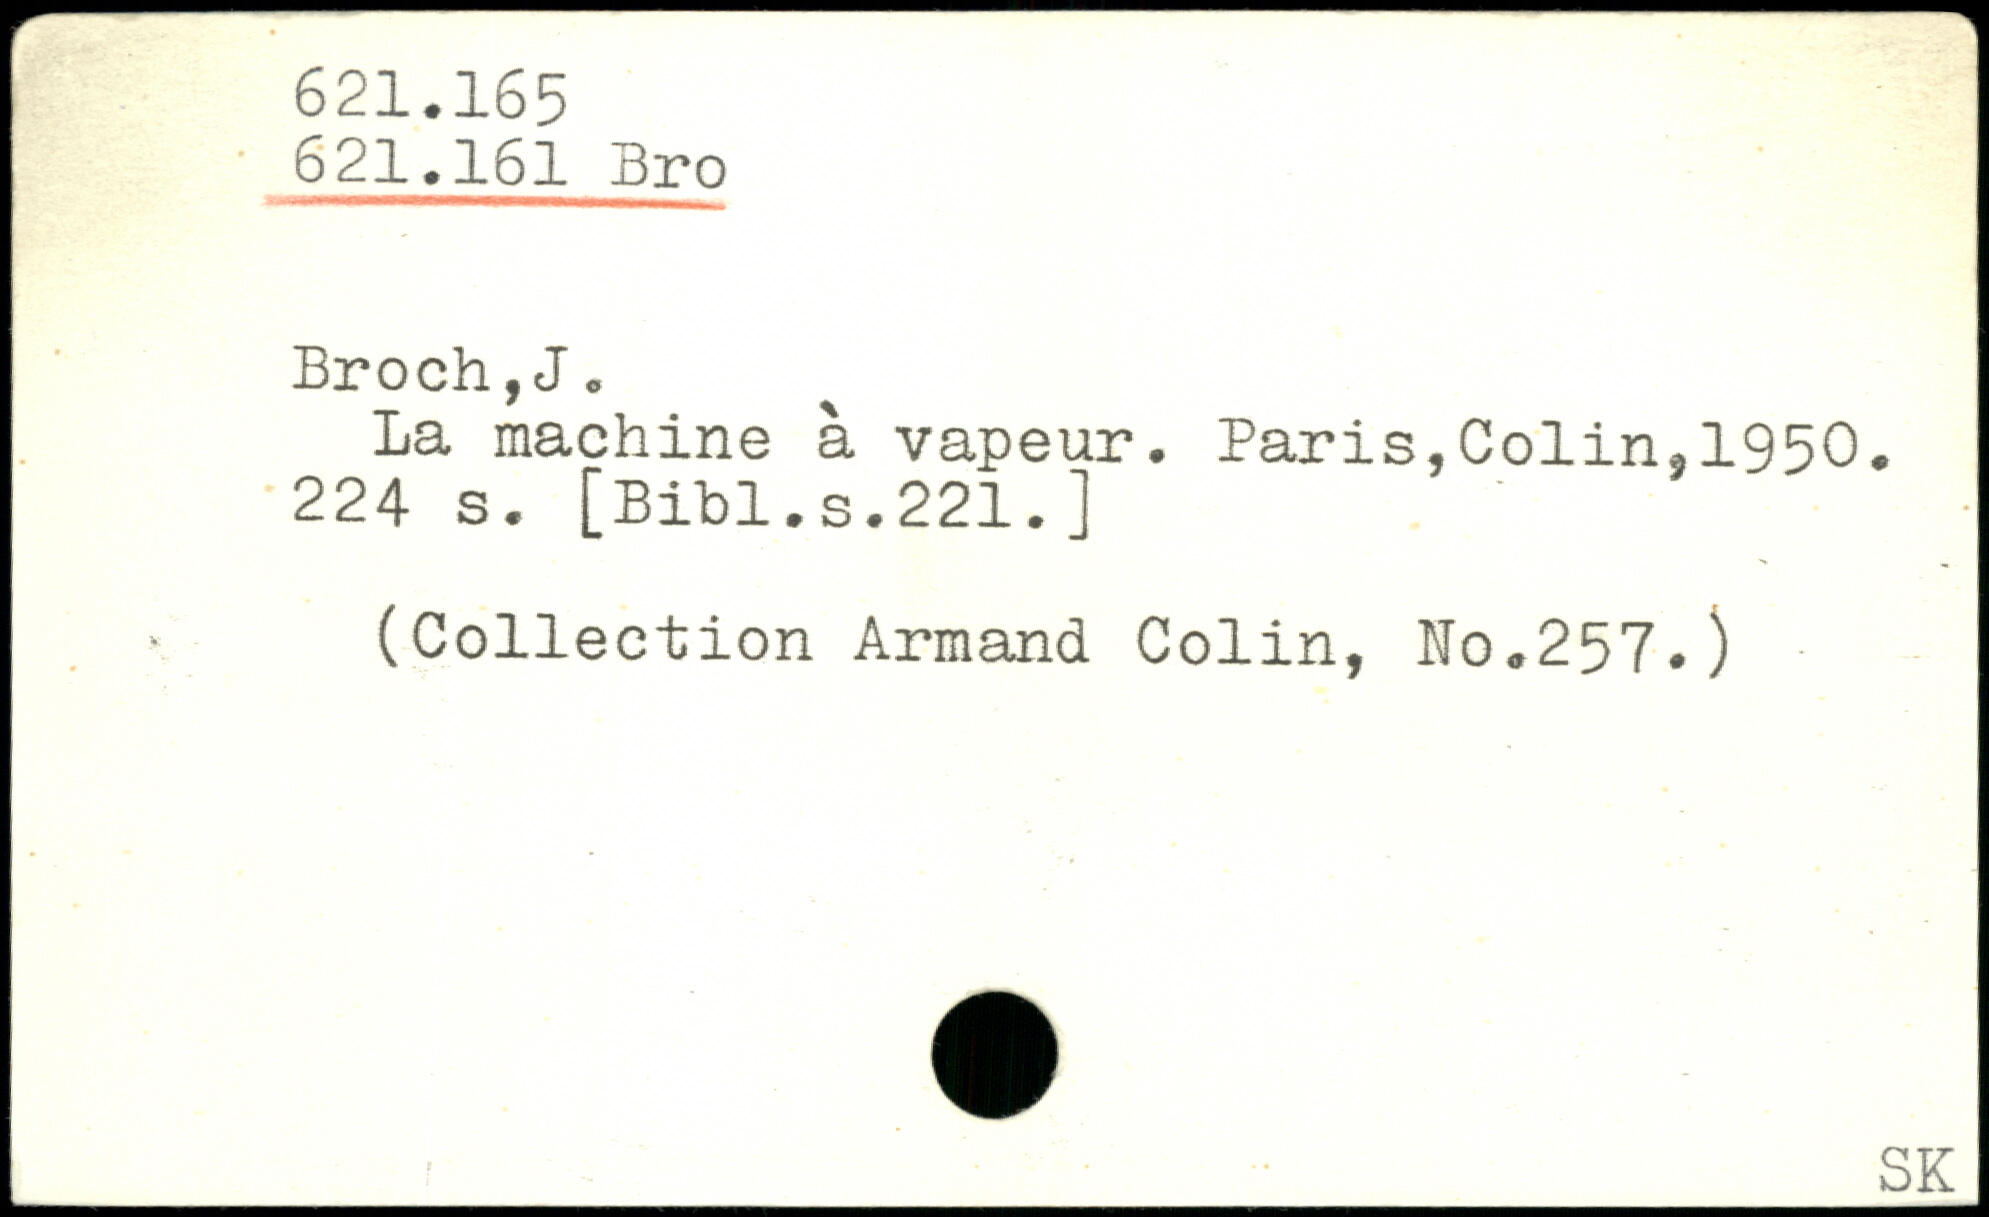 621.165
621.161 Bro
Broch,J.
La machine à vapeur. Paris,Colin,1950.
224 s. [Bibl.s.221.]
(Collection Armand Colin, No.257.)
SK